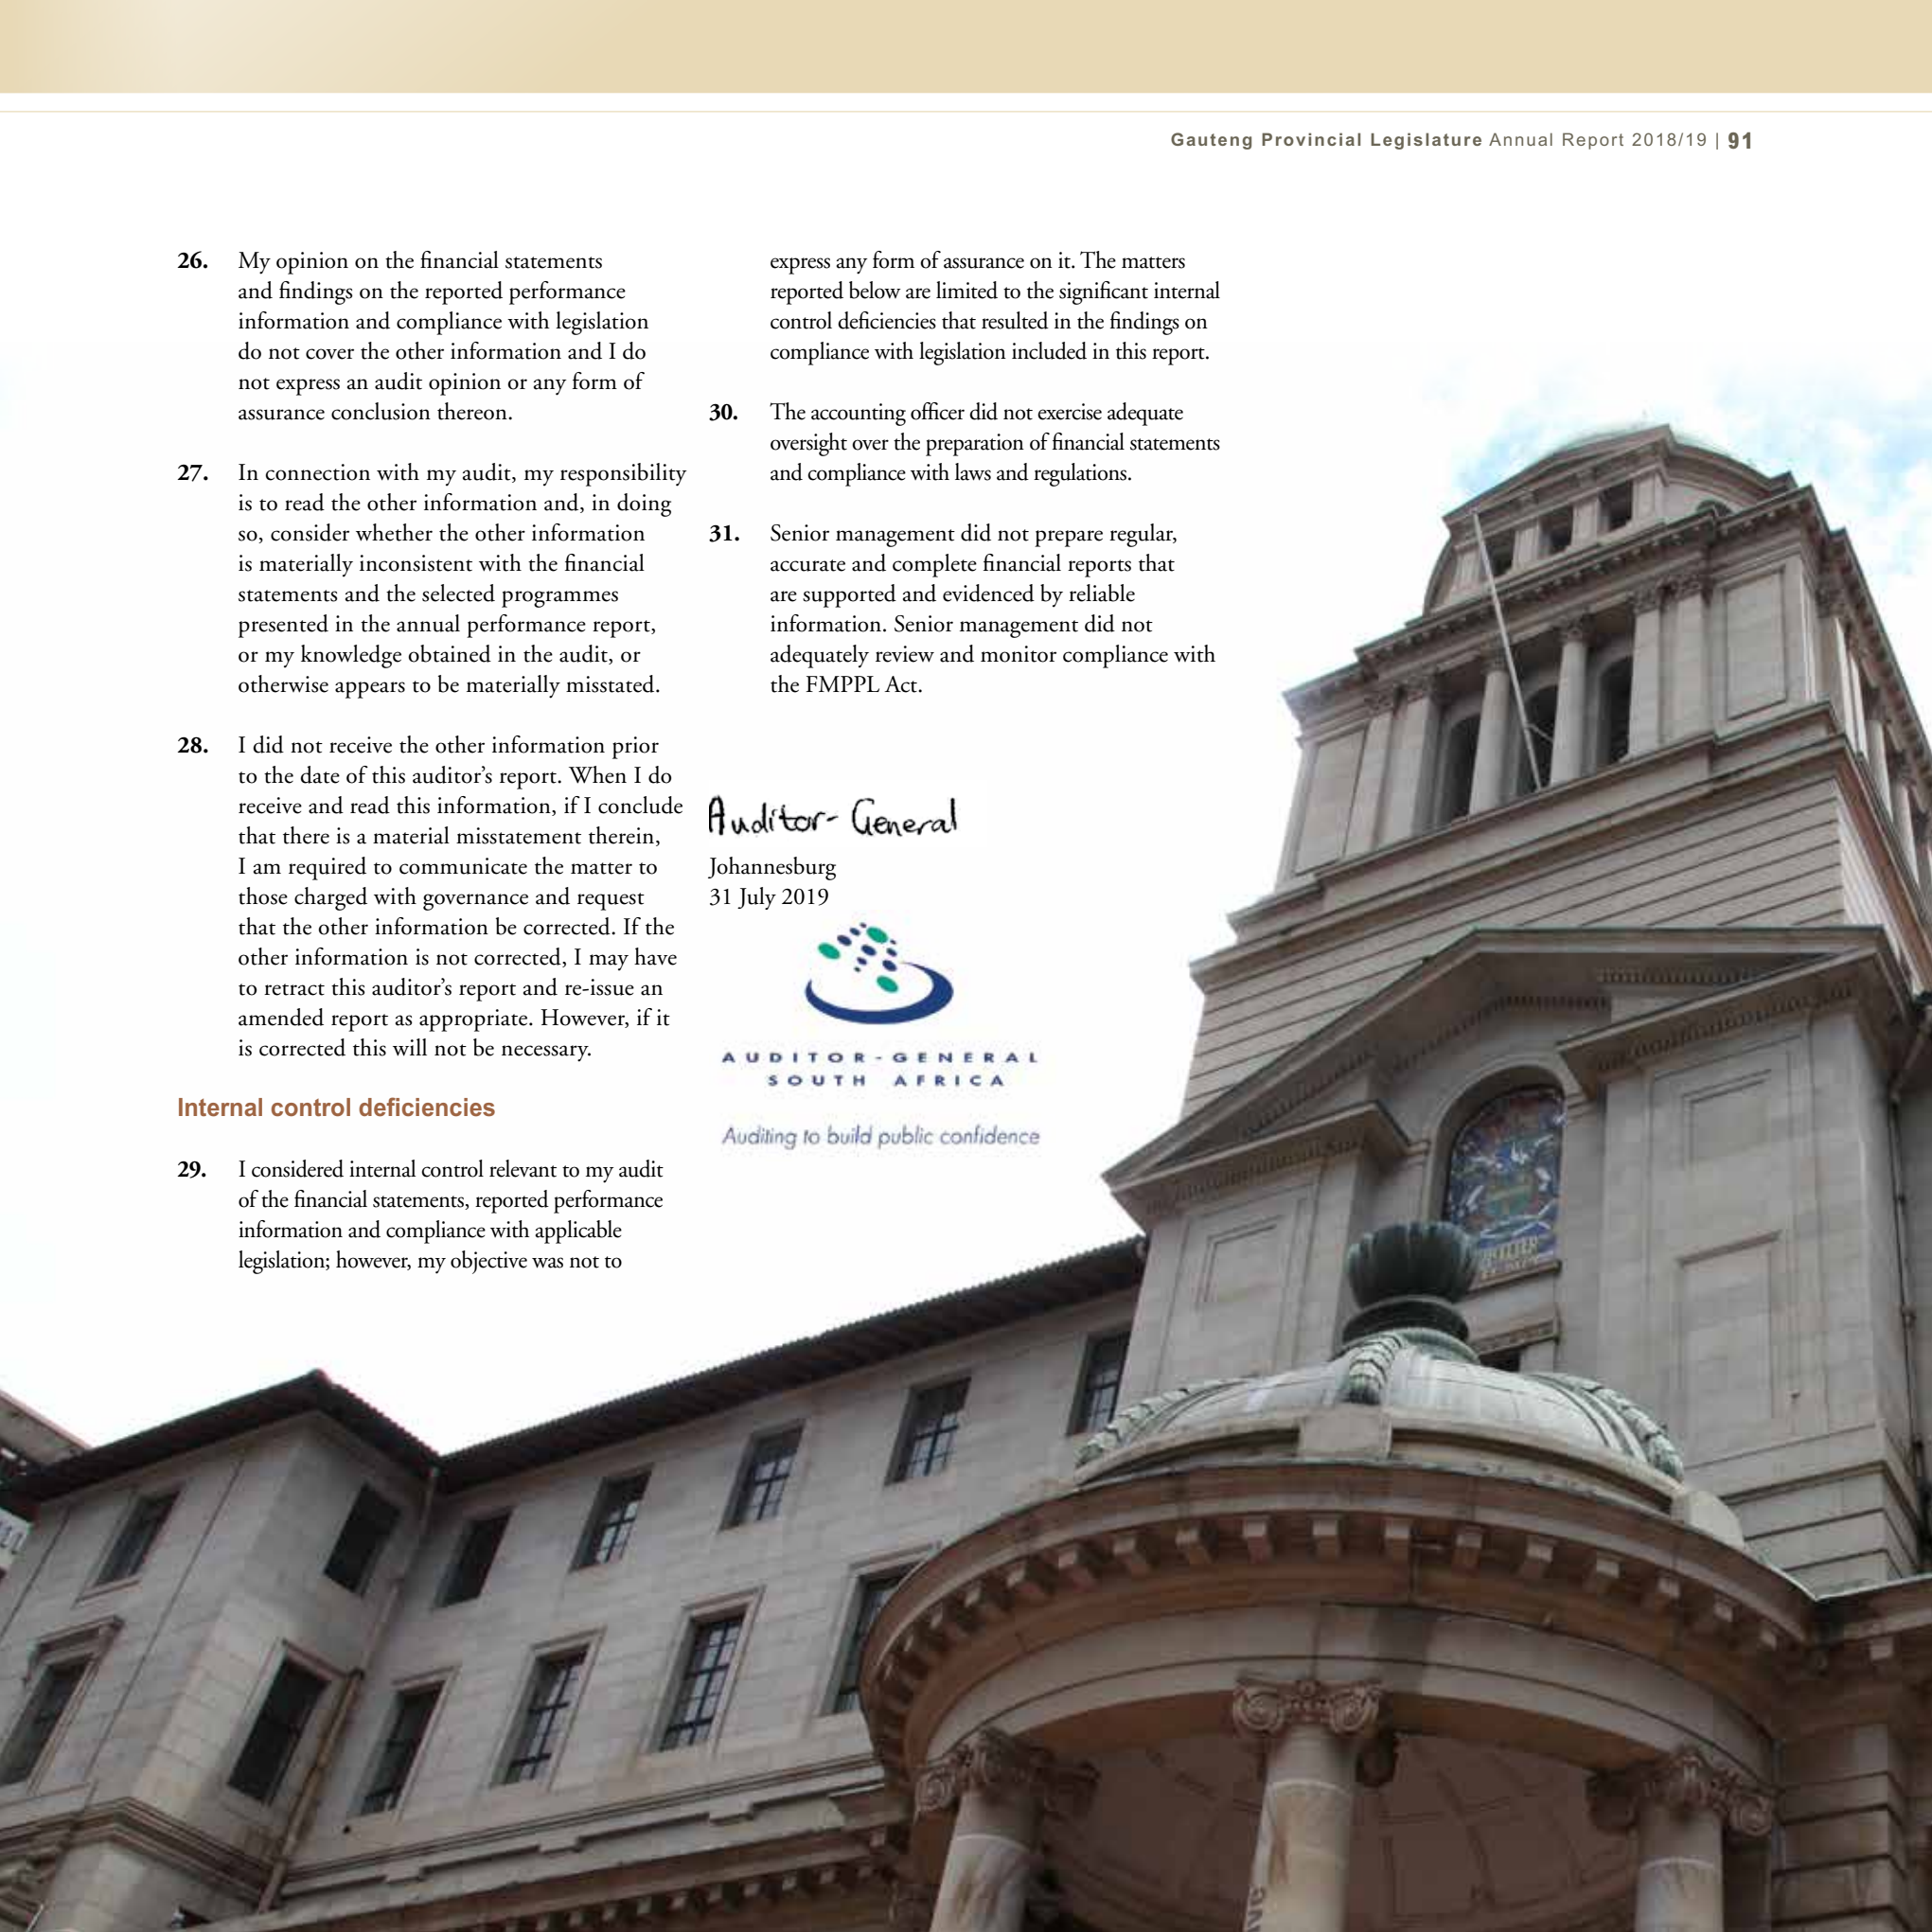 Gauteng Provincial Legislature Annual Report 2018/19 | 91
26. My opinion on the financial statements
and findings on the reported performance
information and compliance with legislation
do not cover the other information and I do
not express an audit opinion or any form of
assurance conclusion thereon.
27. In connection with my audit, my responsibility
is to read the other information and, in doing
so, consider whether the other information
is materially inconsistent with the financial
statements and the selected programmes
presented in the annual performance report,
or my knowledge obtained in the audit, or
otherwise appears to be materially misstated.
28. I did not receive the other information prior
to the date of this auditor’s report. When I do
receive and read this information, if I conclude
that there is a material misstatement therein,
I am required to communicate the matter to
those charged with governance and request
that the other information be corrected. If the
other information is not corrected, I may have
to retract this auditor’s report and re-issue an
amended report as appropriate. However, if it
is corrected this will not be necessary.
Internal control deficiencies
29. I considered internal control relevant to my audit
of the financial statements, reported performance
information and compliance with applicable
legislation; however, my objective was not to
express any form of assurance on it. The matters
reported below are limited to the significant internal
control deficiencies that resulted in the findings on
compliance with legislation included in this report.
30. The accounting officer did not exercise adequate
oversight over the preparation of financial statements
and compliance with laws and regulations.
31. Senior management did not prepare regular,
accurate and complete financial reports that
are supported and evidenced by reliable
information. Senior management did not
adequately review and monitor compliance with
the FMPPL Act.
Auditor-General
Johannesburg
31 July 2019
AUDITOR-GENERAL
SOUTH AFRICA
Auditing to build public confidence